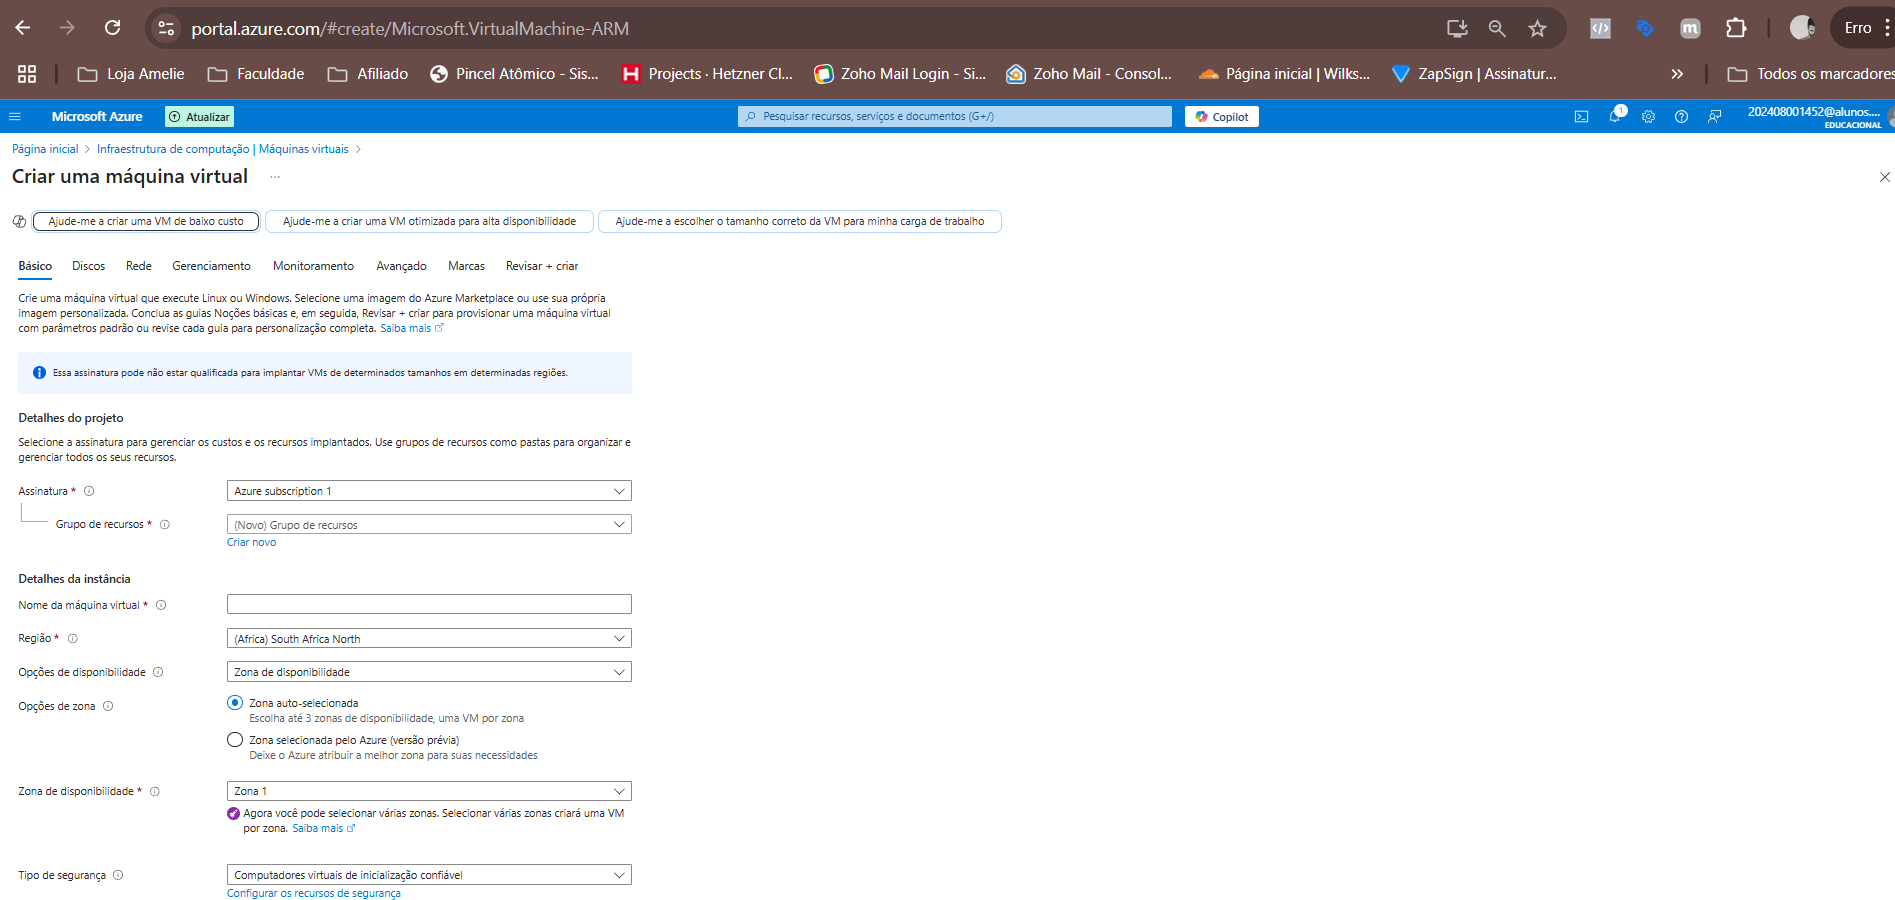 portal.azure.com/#create/Microsoft.VirtualMachine-ARM
Erro
Loja Amelie
Faculdade
Afiliado
Pincel Atômico - Sis...
Projects · Hetzner Cl...
Zoho Mail Login - Si...
Zoho Mail - Consol...
Página inicial | Wilks...
ZapSign | Assinatur...
Todos os marcadores
Microsoft Azure
Atualizar
Pesquisar recursos, serviços e documentos (G+/)
Copilot
1
202408001452@alunos....
EDUCACIONAL
Página inicial > Infraestrutura de computação | Máquinas virtuais >
Criar uma máquina virtual ...
Ajude-me a criar uma VM de baixo custo
Ajude-me a criar uma VM otimizada para alta disponibilidade
Ajude-me a escolher o tamanho correto da VM para minha carga de trabalho
Básico
Discos
Rede
Gerenciamento
Monitoramento
Avançado
Marcas
Revisar + criar
Crie uma máquina virtual que execute Linux ou Windows. Selecione uma imagem do Azure Marketplace ou use sua própria
imagem personalizada. Conclua as guias Noções básicas e, em seguida, Revisar + criar para provisionar uma máquina virtual
com parâmetros padrão ou revise cada guia para personalização completa. Saiba mais
Essa assinatura pode não estar qualificada para implantar VMs de determinados tamanhos em determinadas regiões.
Detalhes do projeto
Selecione a assinatura para gerenciar os custos e os recursos implantados. Use grupos de recursos como pastas para organizar e
gerenciar todos os seus recursos.
Assinatura *
Azure subscription 1
Grupo de recursos *
(Novo) Grupo de recursos
Criar novo
Detalhes da instância
Nome da máquina virtual *
Região *
(Africa) South Africa North
Opções de disponibilidade
Zona de disponibilidade
Opções de zona
Zona auto-selecionada
Escolha até 3 zonas de disponibilidade, uma VM por zona
Zona selecionada pelo Azure (versão prévia)
Deixe o Azure atribuir a melhor zona para suas necessidades
Zona de disponibilidade *
Zona 1
Agora você pode selecionar várias zonas. Selecionar várias zonas criará uma VM
por zona. Saiba mais
Tipo de segurança
Computadores virtuais de inicialização confiável
Configurar os recursos de segurança